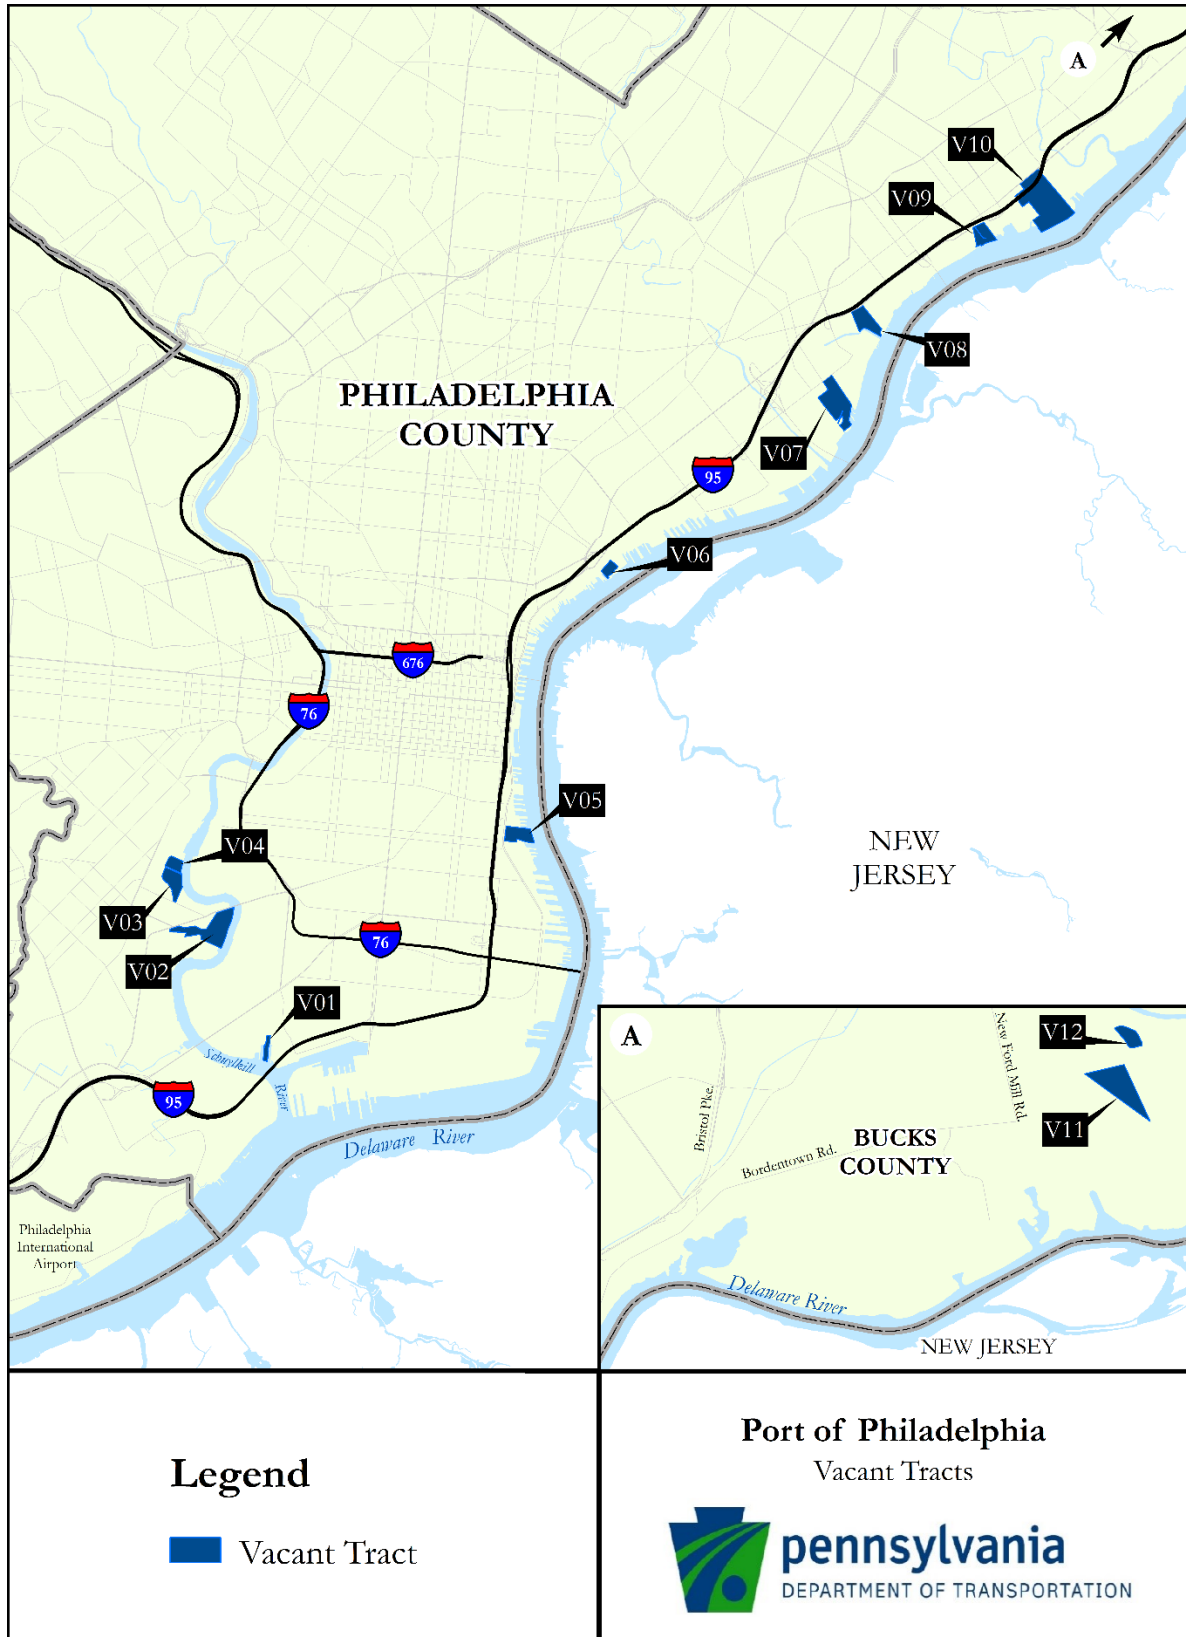 A
V10
V09
V08
PHILADELPHIA
COUNTY
V07
95
V06
676
76
V05
V04
NEW
JERSEY
V03
76
V02
V01
Schuylkill
River
95
Delaware River
Philadelphia
International
Airport
A
New Ford Mill Rd.
V12
Bristol Pke.
V11
BUCKS
COUNTY
Bordentown Rd.
Delaware River
NEW JERSEY
Legend
Vacant Tract
Port of Philadelphia
Vacant Tracts
pennsylvania
DEPARTMENT OF TRANSPORTATION